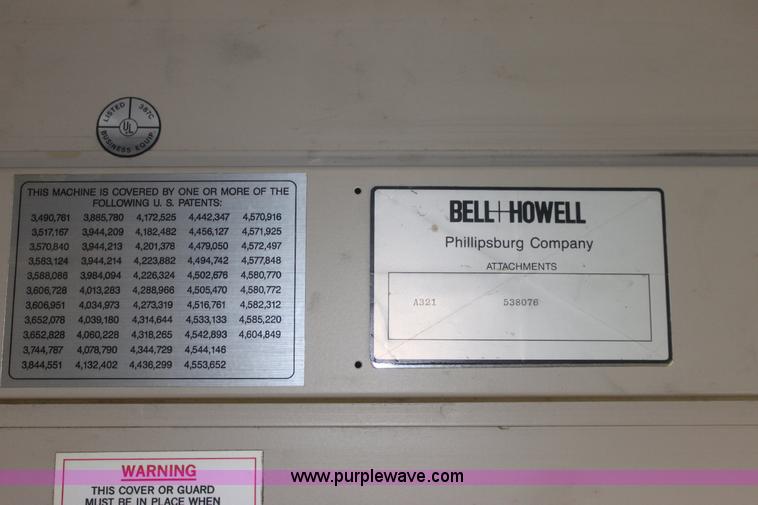 LISTED 387C
UL
BUSINESS EQUIP
THIS MACHINE IS COVERED BY ONE OR MORE OF THE
FOLLOWING U. S. PATENTS:
3,490,761 3,885,780 4,172,525 4,442,347 4,570,916
3,517,167 3,944,209 4,182,482 4,456,127 4,571,925
3,570,840 3,944,213 4,201,378 4,479,050 4,572,497
3,583,124 3,944,214 4,223,882 4,494,742 4,577,848
3,588,086 3,984,094 4,226,324 4,502,676 4,580,770
3,606,728 4,013,283 4,288,966 4,505,470 4,580,772
3,606,951 4,034,973 4,273,319 4,516,761 4,582,312
3,652,078 4,039,180 4,314,644 4,533,133 4,585,220
3,652,828 4,060,228 4,318,265 4,542,893 4,604,849
3,744,787 4,078,790 4,344,729 4,544,146
3,844,551 4,132,402 4,436,299 4,553,652
BELL+HOWELL
Phillipsburg Company
ATTACHMENTS
A321 538076
WARNING
THIS COVER OR GUARD
MUST BE IN PLACE WHEN
www.purplewave.com